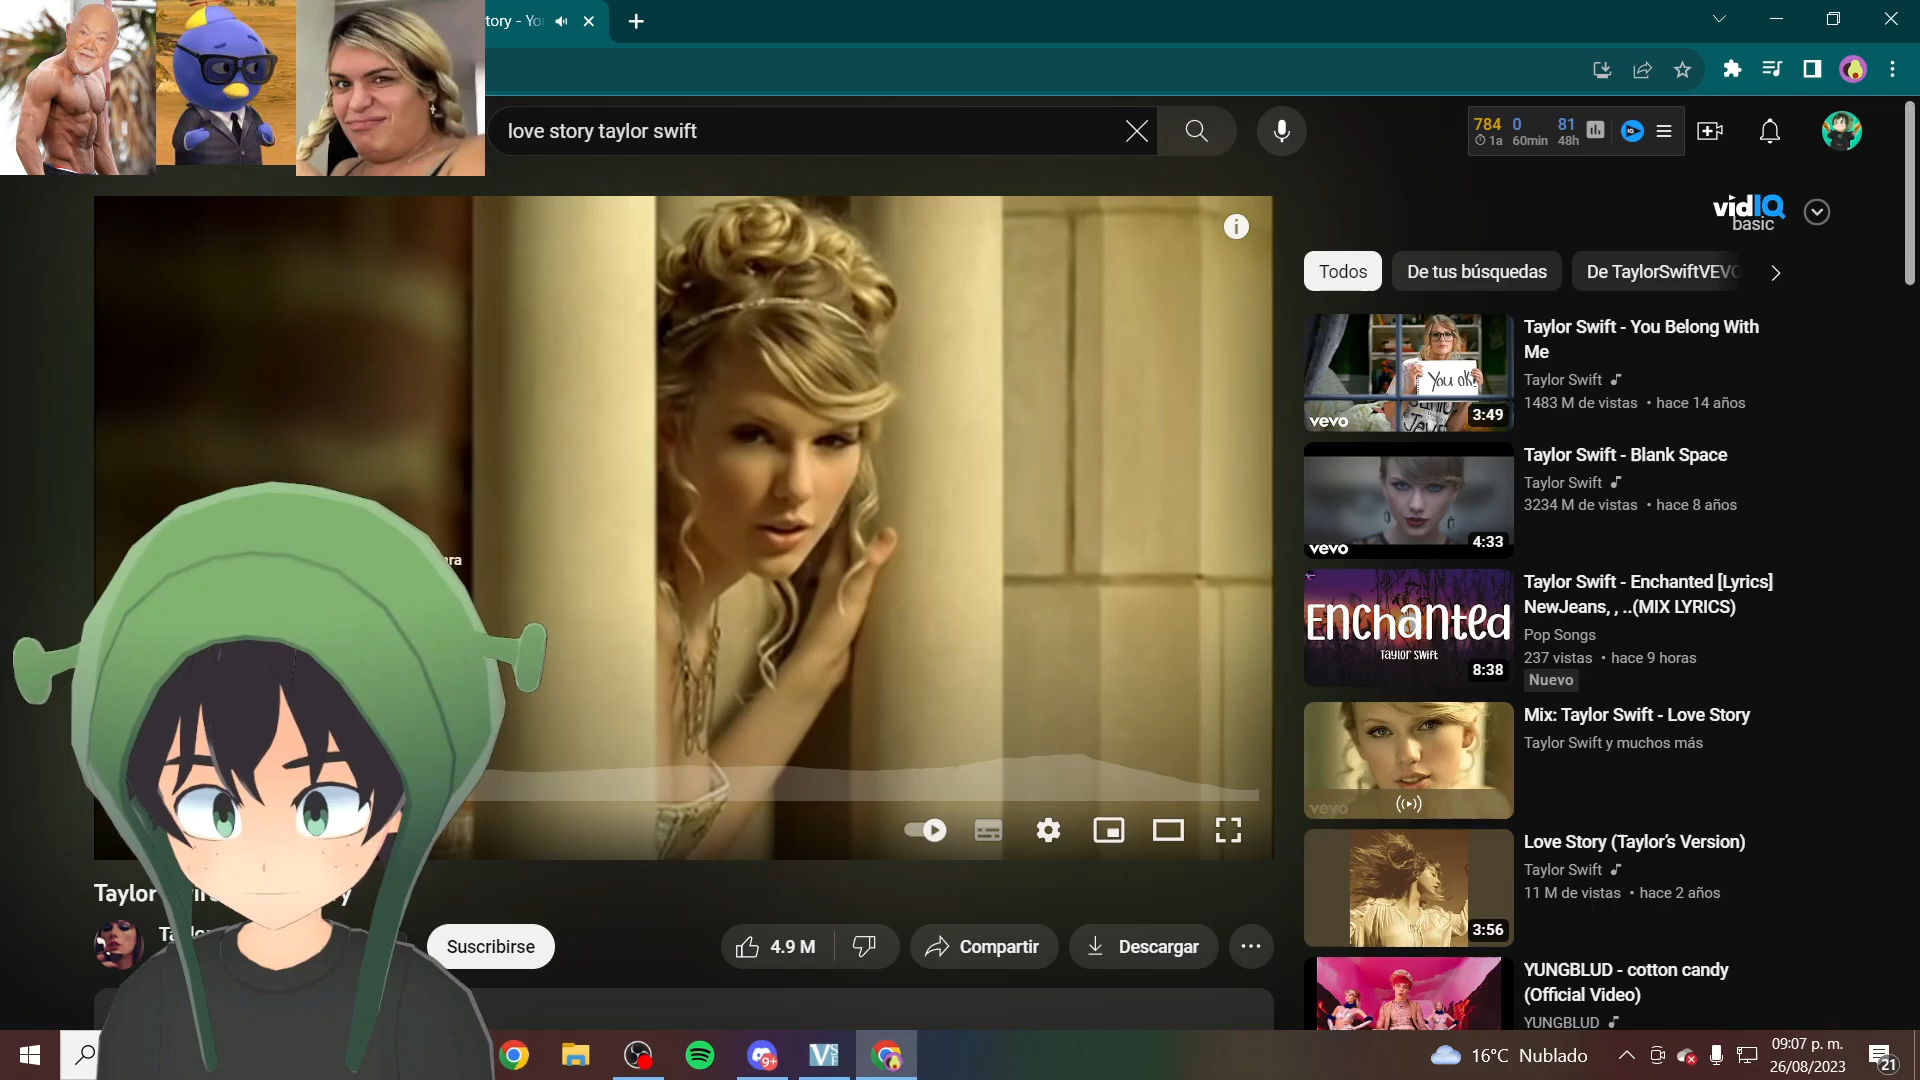 tory - Yo
love story taylor swift
784 0 81
1a 60min 48h
vidIQ
basic
i
Todos
De tus búsquedas
De TaylorSwiftVEVO
Taylor Swift - You Belong With
Me
Taylor Swift
1483 M de vistas • hace 14 años
You OK?
vevo
3:49
Taylor Swift - Blank Space
Taylor Swift
3234 M de vistas • hace 8 años
vevo
4:33
Taylor Swift - Enchanted [Lyrics]
NewJeans, , ..(MIX LYRICS)
Pop Songs
237 vistas • hace 9 horas
Nuevo
Enchanted
Taylor Swift
8:38
Mix: Taylor Swift - Love Story
Taylor Swift y muchos más
vevo
Love Story (Taylor's Version)
Taylor Swift
11 M de vistas • hace 2 años
3:56
YUNGBLUD - cotton candy
(Official Video)
YUNGBLUD
ra
Taylor
Suscribirse
4.9 M
Compartir
Descargar
9+
16°C Nublado
09:07 p. m.
26/08/2023
21